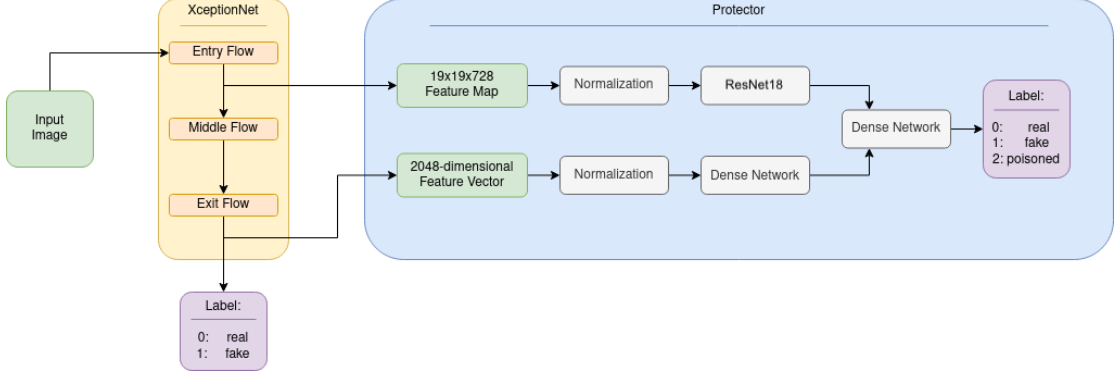 XceptionNet
Entry Flow
Middle Flow
Exit Flow
Input
Image
Label:
0: real
1: fake
Protector
19x19x728
Feature Map
Normalization
ResNet18
2048-dimensional
Feature Vector
Normalization
Dense Network
Dense Network
Label:
0: real
1: fake
2: poisoned